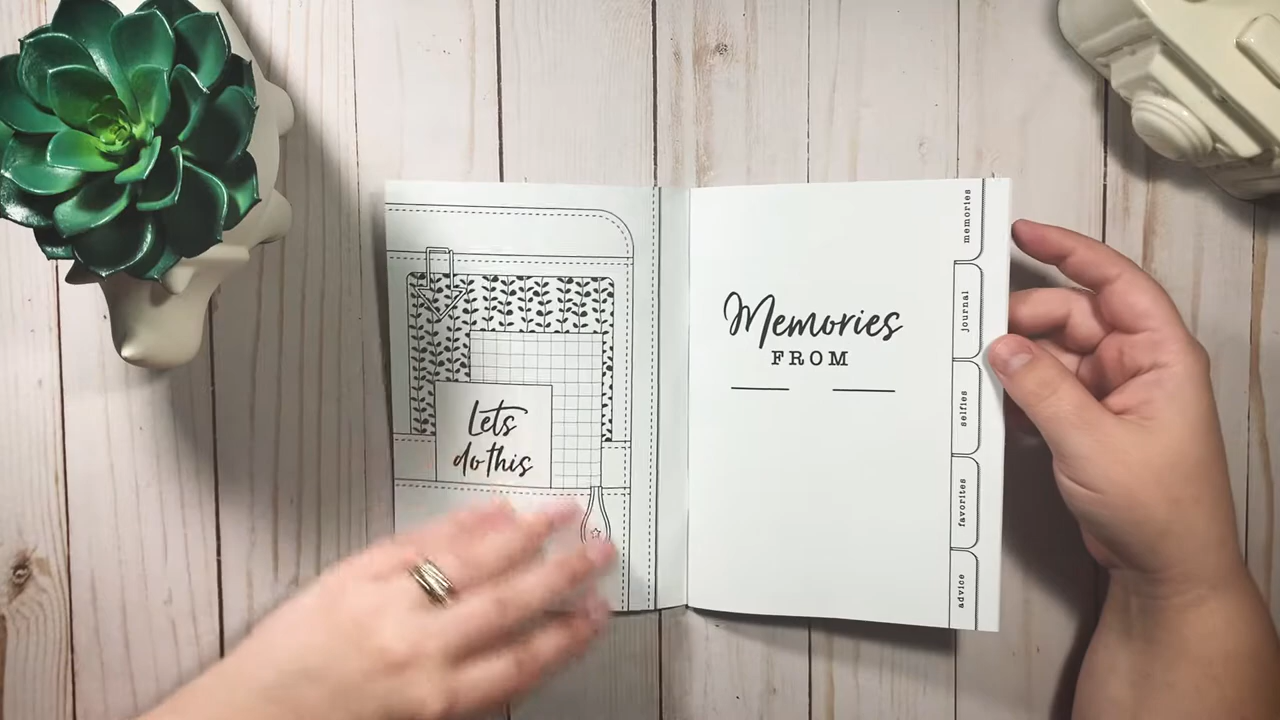 Lets
do this
Memories
FROM
memories
journal
selfies
favorites
advice